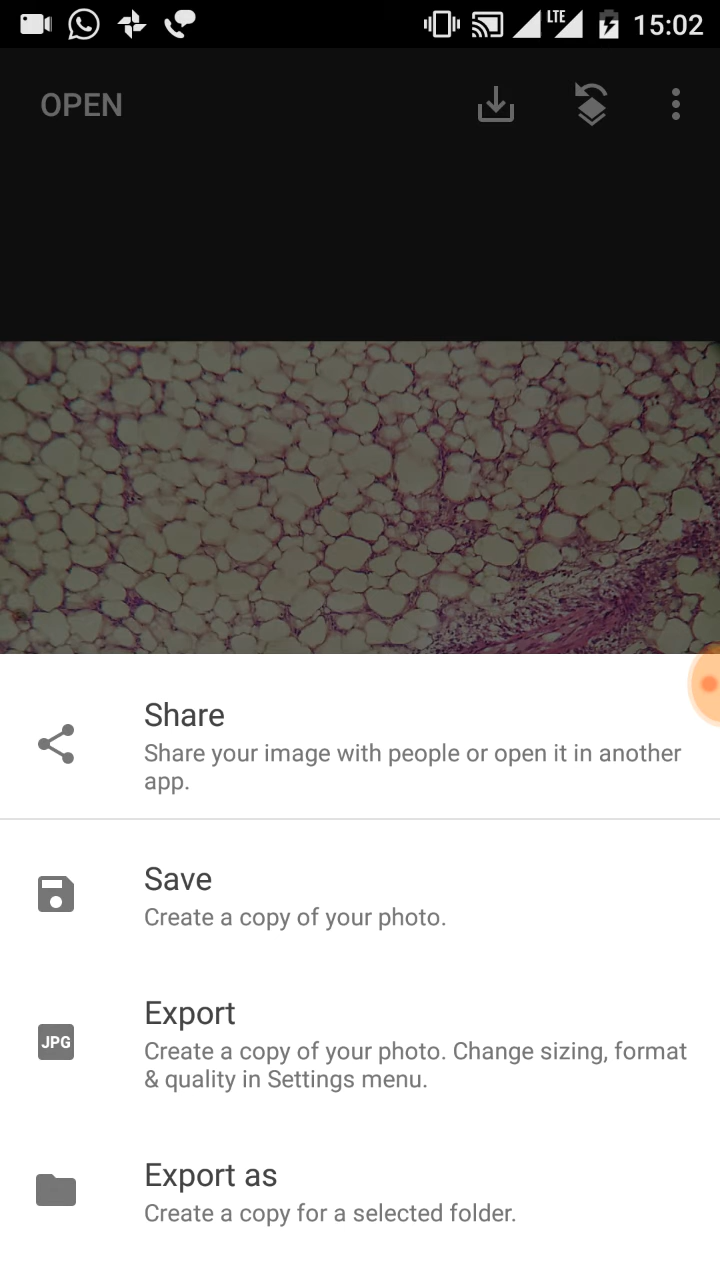 LTE 15:02
OPEN
Share
Share your image with people or open it in another
app.
Save
Create a copy of your photo.
JPG
Export
Create a copy of your photo. Change sizing, format
& quality in Settings menu.
Export as
Create a copy for a selected folder.